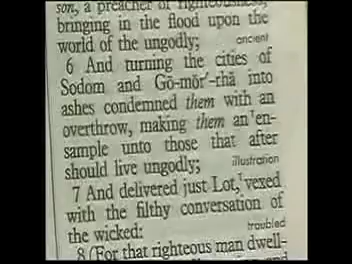 son, a preacher of righteousness,
bringing in the flood upon the
world of the ungodly;
ancient
6 And turning the cities of
Sodom and Gō-mŏr´-rhā into
ashes condemned them with an
overthrow, making them an en-
sample unto those that after
should live ungodly;
illustration
7 And delivered just Lot, vexed
with the filthy conversation of
the wicked:
troubled
8 (For that righteous man dwell-